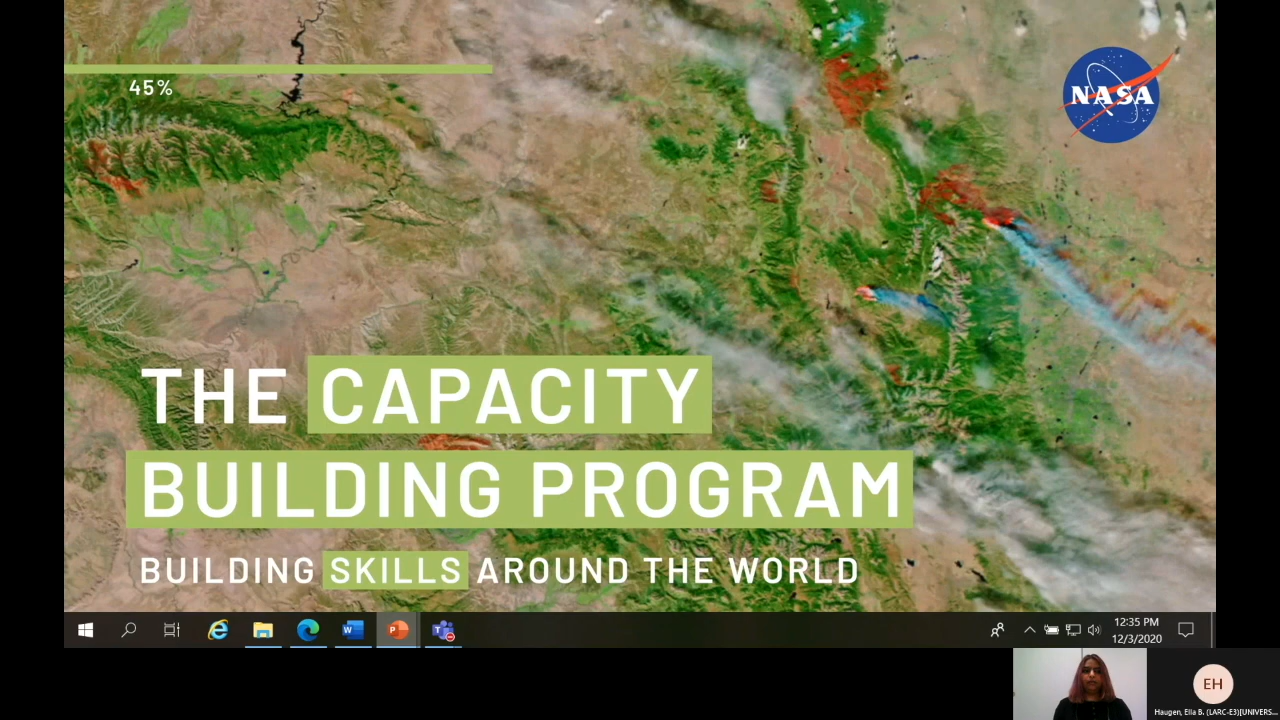 45%
NASA
THE CAPACITY
BUILDING PROGRAM
BUILDING SKILLS AROUND THE WORLD
12:35 PM
12/3/2020
EH
Haugen, Ella B. (LARC-E3)[UNIVERS...